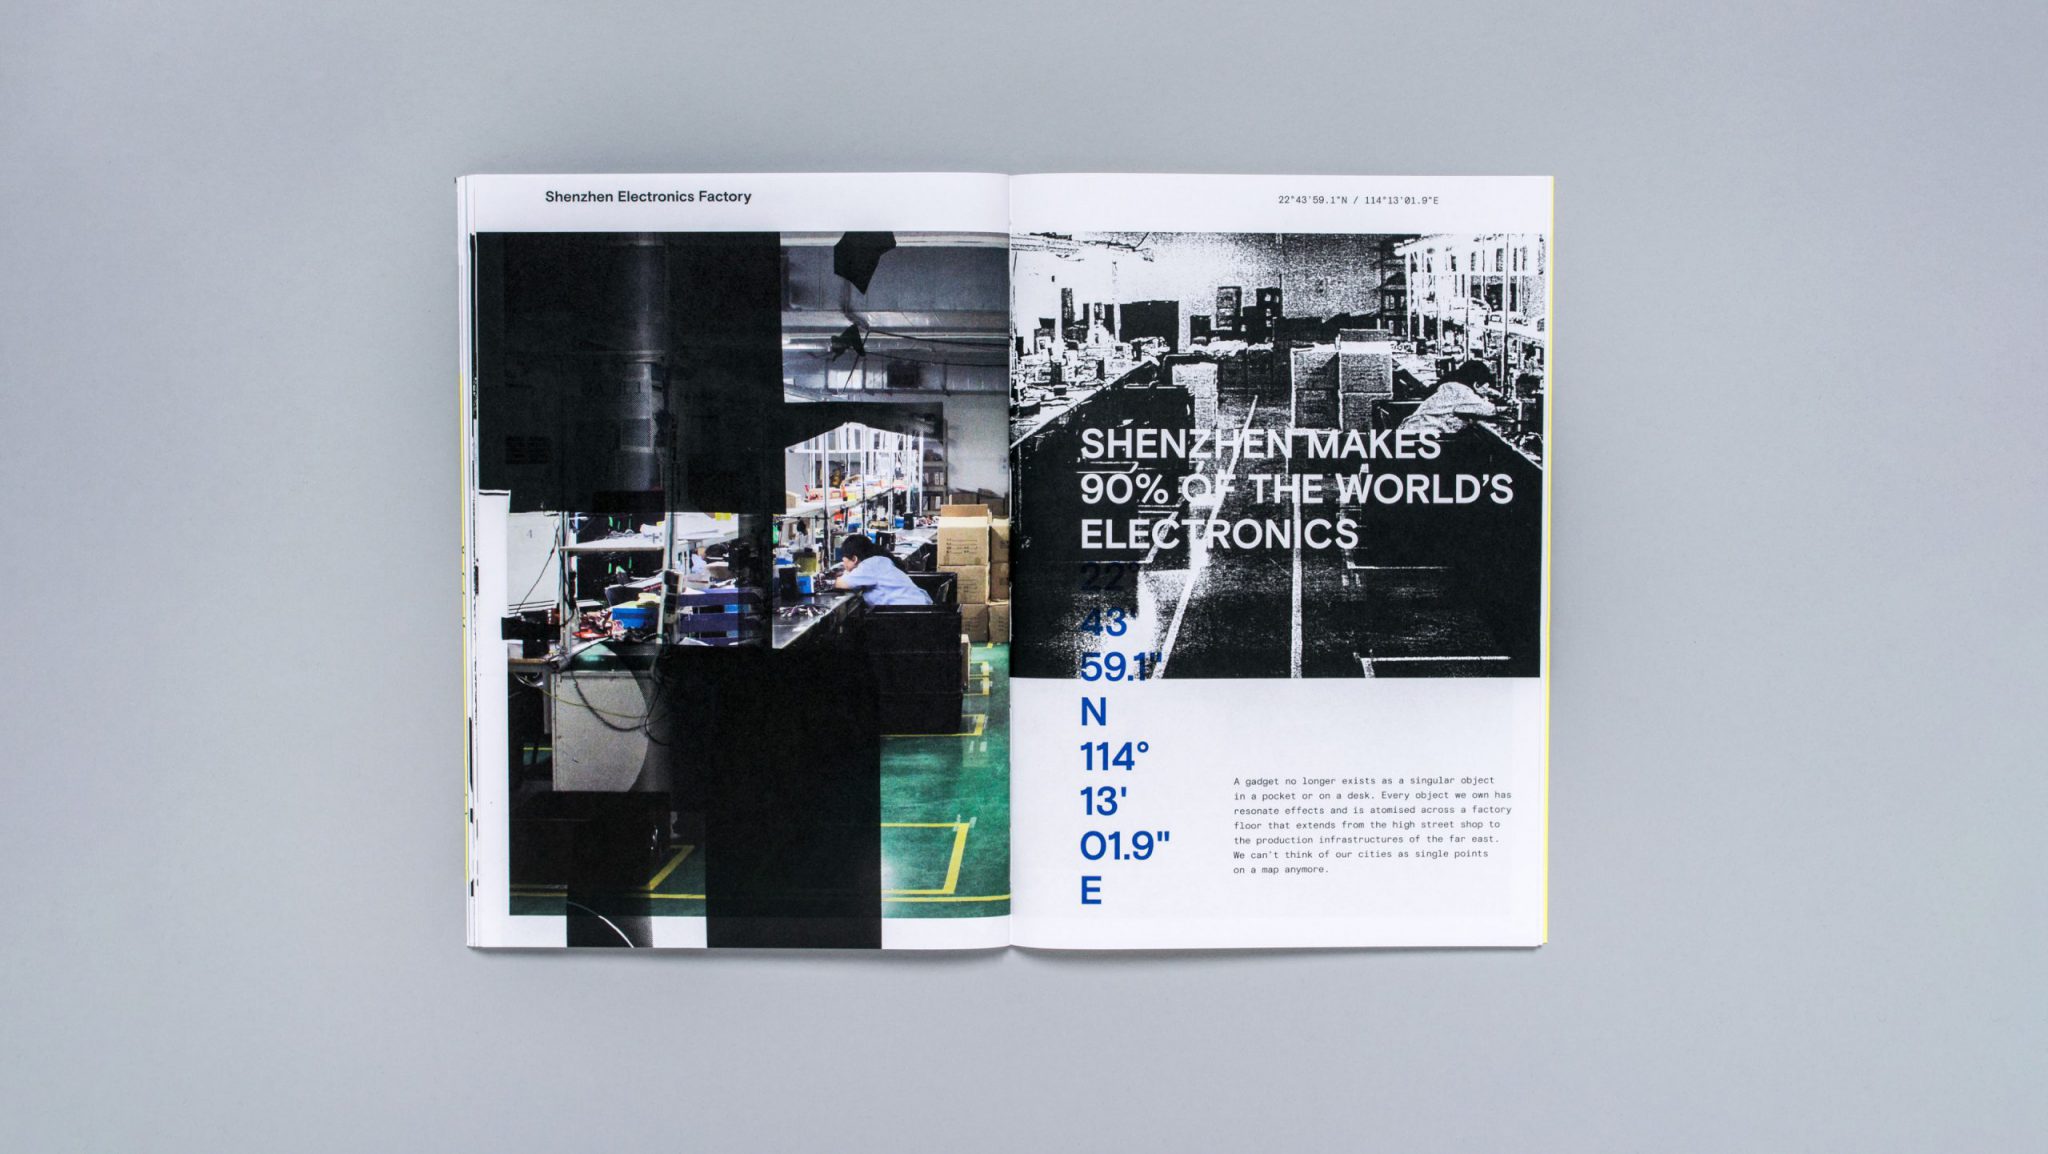 Shenzhen Electronics Factory
22°43'59.1"N / 114°13'01.9"E
SHENZHEN MAKES
90% OF THE WORLD’S
ELECTRONICS
22°
43'
59.1"
N
114°
13'
01.9"
E
A gadget no longer exists as a singular object
in a pocket or on a desk. Every object we own has
resonate effects and is atomised across a factory
floor that extends from the high street shop to
the production infrastructures of the far east.
We can't think of our cities as single points
on a map anymore.